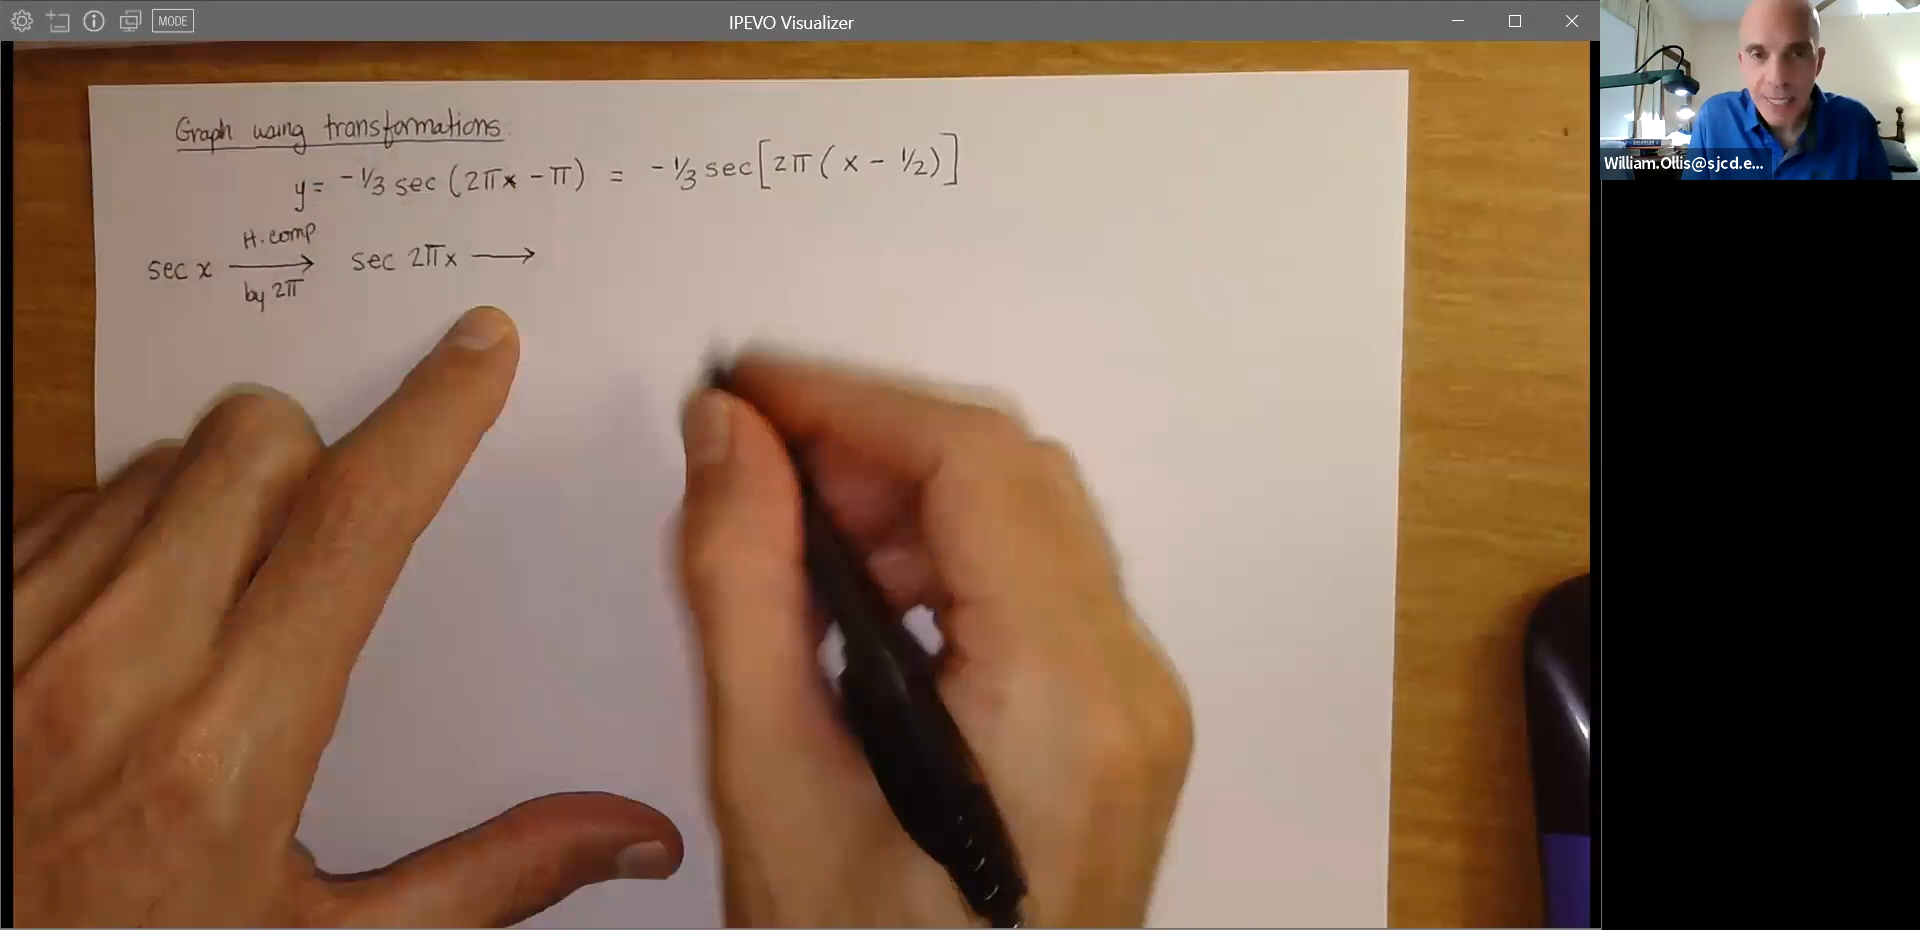 MODE
IPEVO Visualizer
Graph using transformations:
y = -1/3 sec (2πx - π) = -1/3 sec[2π(x - 1/2)]
H. comp
sec x → sec 2πx →
by 2π
William.Ollis@sjcd.e...